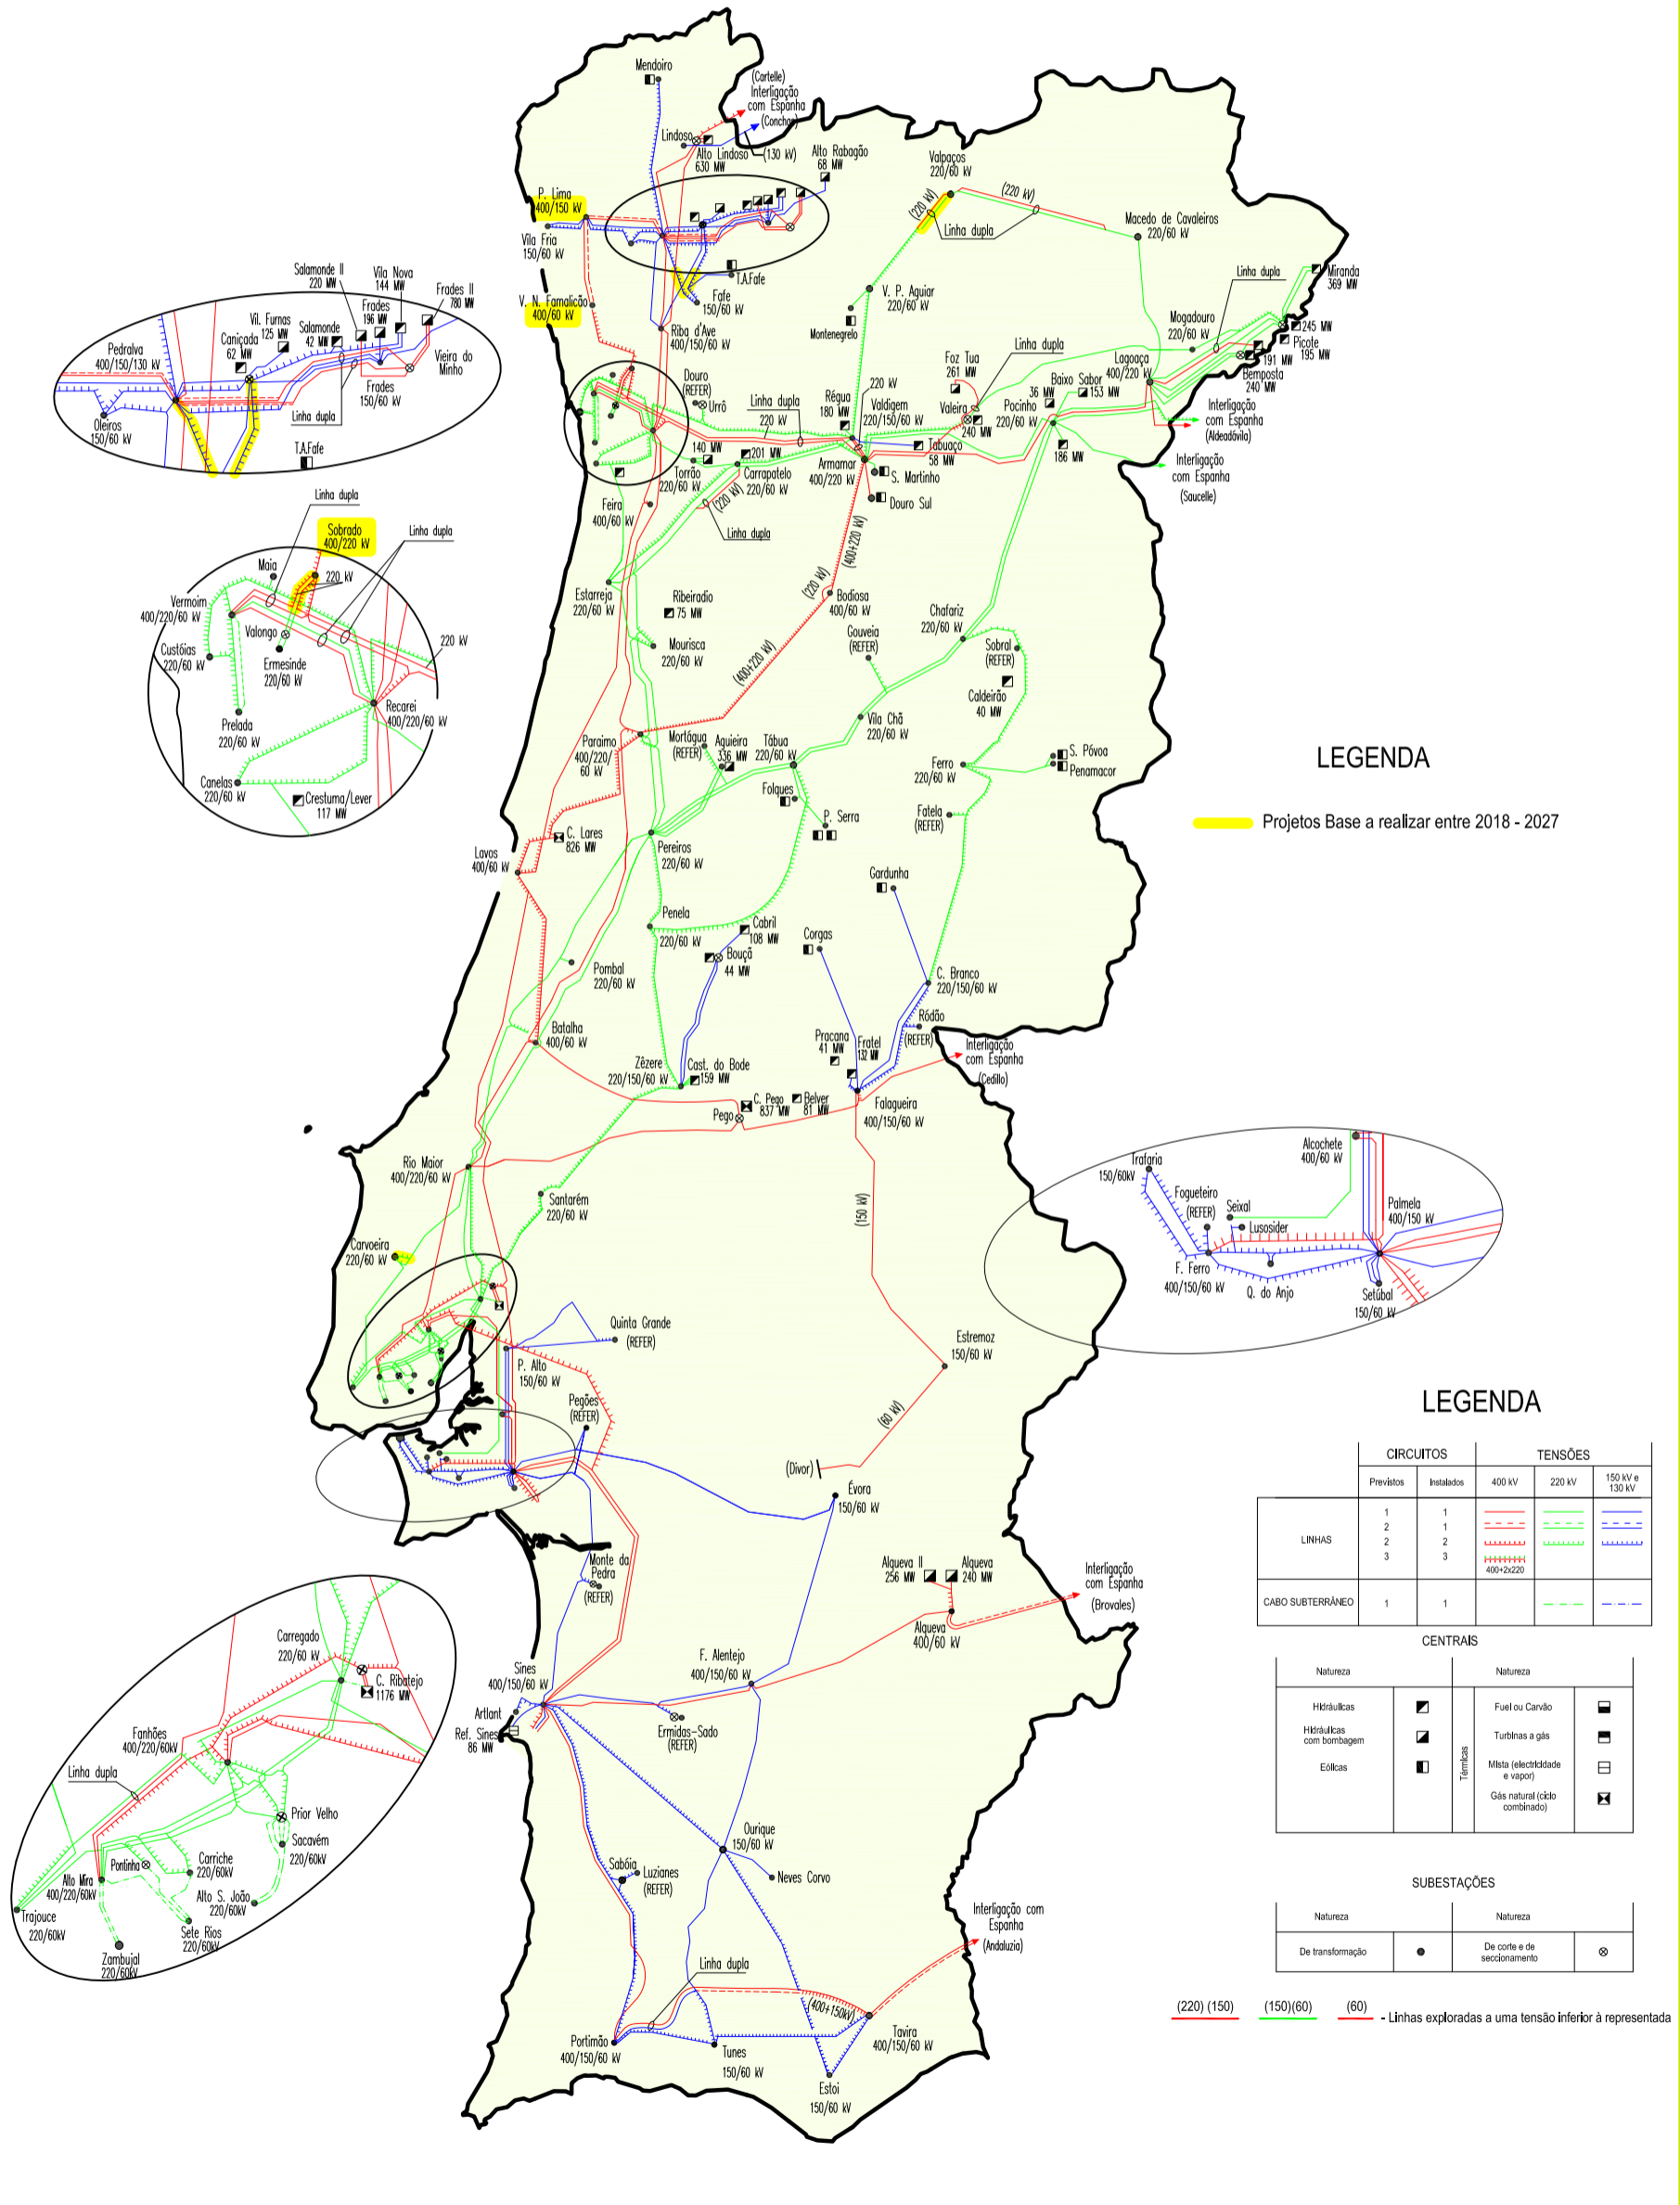 Mendoiro
(Cartelle)
Interligação
com Espanha
(Conchas)
Lindoso
Alto Lindoso
630 MW
(130 kV)
Alto Rabagão
68 MW
P. Lima
400/150 kV
Vila Fria
150/60 kV
T.A.Fafe
Fafe
150/60 kV
V. N. Famalicão
400/60 kV
Riba d'Ave
400/150/60 kV
Valpaços
220/60 kV
(220 kV)
(220 kV)
Linha dupla
Macedo de Cavaleiros
220/60 kV
V. P. Aguiar
220/60 kV
Montenegrelo
Linha dupla
Miranda
369 MW
Mogadouro
220/60 kV
245 MW
Picote
195 MW
191 MW
Bemposta
240 MW
Lagoaça
400/220 kV
Foz Tua
261 MW
Linha dupla
Baixo Sabor
36 MW
153 MW
Douro
(REFER)
Urrô
Linha dupla
220 kV
Régua
180 MW
220 kV
Valdigem
220/150/60 kV
Valeira
240 MW
Pocinho
220/60 kV
186 MW
Tabuaço
58 MW
Interligação
com Espanha
(Aldeadávila)
Interligação
com Espanha
(Saucelle)
140 MW
Torrão
220/60 kV
201 MW
Carrapatelo
220/60 kV
Armamar
400/220 kV
S. Martinho
Douro Sul
Feira
400/60 kV
(220 kV)
Linha dupla
(400+220 kV)
(220 kV)
Estarreja
220/60 kV
Ribeiradio
75 MW
Bodiosa
400/60 kV
Mourisca
220/60 kV
(400+220 kV)
Gouveia
(REFER)
Chafariz
220/60 kV
Sobral
(REFER)
Caldeirão
40 MW
Vila Chã
220/60 kV
Paraimo
400/220/
60 kV
Mortágua
(REFER)
Aguieira
336 MW
Tábua
220/60 kV
Ferro
220/60 kV
S. Póvoa
Penamacor
Folques
P. Serra
Fatela
(REFER)
C. Lares
826 MW
Lavos
400/60 kV
Pereiros
220/60 kV
Gardunha
Penela
220/60 kV
Cabril
108 MW
Bouçã
44 MW
Corgas
Pombal
220/60 kV
C. Branco
220/150/60 kV
Ródão
(REFER)
Batalha
400/60 kV
Pracana
41 MW
Fratel
132 MW
Interligação
com Espanha
(Cedillo)
Zêzere
220/150/60 kV
Cast. do Bode
159 MW
C. Pego
837 MW
Belver
81 MW
Pego
Falagueira
400/150/60 kV
Rio Maior
400/220/60 kV
Santarém
220/60 kV
(150 kV)
Carvoeira
220/60 kV
Quinta Grande
(REFER)
P. Alto
150/60 kV
Pegões
(REFER)
Estremoz
150/60 kV
(60 kV)
(Divor)
Évora
150/60 kV
Monte da
Pedra
(REFER)
Alqueva II
256 MW
Alqueva
240 MW
Interligação
com Espanha
(Brovales)
Alqueva
400/60 kV
Sines
400/150/60 kV
F. Alentejo
400/150/60 kV
Artlant
Ref. Sines
86 MW
Ermidas-Sado
(REFER)
Ourique
150/60 kV
Sabóia
Luzianes
(REFER)
Neves Corvo
Interligação com
Espanha
(Andaluzia)
Linha dupla
(400+150kV)
Portimão
400/150/60 kV
Tunes
150/60 kV
Tavira
400/150/60 kV
Estoi
150/60 kV
Salamonde II
220 MW
Vila Nova
144 MW
Frades II
780 MW
Vil. Furnas
125 MW
Frades
196 MW
Salamonde
42 MW
Caniçada
62 MW
Pedralva
400/150/130 kV
Vieira do
Minho
Frades
150/60 kV
Linha dupla
Oleiros
150/60 kV
T.A.Fafe
Linha dupla
Sobrado
400/220 kV
Linha dupla
Maia
220 kV
Vermoim
400/220/60 kV
Valongo
Custóias
220/60 kV
Ermesinde
220/60 kV
220 kV
Prelada
220/60 kV
Recarei
400/220/60 kV
Canelas
220/60 kV
Crestuma/Lever
117 MW
LEGENDA
Projetos Base a realizar entre 2018 - 2027
Alcochete
400/60 kV
Trafaria
150/60kV
Fogueteiro
(REFER)
Seixal
Lusosider
Palmela
400/150 kV
F. Ferro
400/150/60 kV
Q. do Anjo
Setúbal
150/60 kV
Carregado
220/60 kV
C. Ribatejo
1176 MW
Fanhões
400/220/60kV
Linha dupla
Prior Velho
Sacavém
220/60kV
Pontinha
Carriche
220/60kV
Alto Mira
400/220/60kV
Alto S. João
220/60kV
Trajouce
220/60kV
Sete Rios
220/60kV
Zambujal
220/60kV
LEGENDA
CIRCUITOS TENSÕES
Previstos Instalados 400 kV 220 kV 150 kV e
130 kV
LINHAS
1 1
2 1
2 2
3 3
400+2x220
CABO SUBTERRÂNEO 1 1
CENTRAIS
Natureza Natureza
Hidráulicas Fuel ou Carvão
Hidráulicas
com bombagem
Turbinas a gás
Eólicas
Térmicas
Mista (electricidade
e vapor)
Gás natural (ciclo
combinado)
SUBESTAÇÕES
Natureza Natureza
De transformação De corte e de
seccionamento
(220) (150) (150)(60) (60) - Linhas exploradas a uma tensão inferior à representada